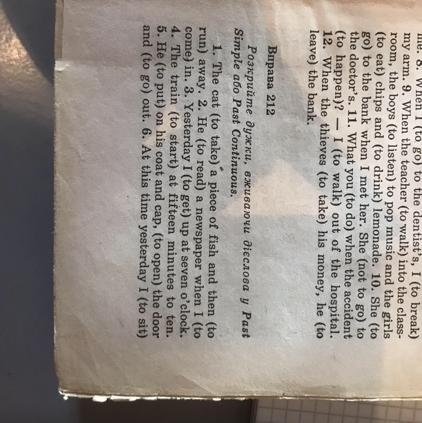 me. 8. When I (to go) to the dentist's, I (to break)
my arm. 9. When the teacher (to walk) into the class-
room, the boys (to listen) to pop music and the girls
(to eat) chips and (to drink) lemonade. 10. She (to
go) to the bank when I met her. She (not to go) to
the doctor's. 11. What you (to do) when the accident
(to happen)? — I (to walk) out of the hospital.
12. When the thieves (to take) his money, he (to
leave) the bank.
Вправа 212
Розкрийте дужки, вживаючи дієслова у Past
Simple або Past Continuous.
1. The cat (to take) a piece of fish and then (to
run) away. 2. He (to read) a newspaper when I (to
come) in. 3. Yesterday I (to get) up at seven o'clock.
4. The train (to start) at fifteen minutes to ten.
5. He (to put) on his coat and cap, (to open) the door
and (to go) out. 6. At this time yesterday I (to sit)